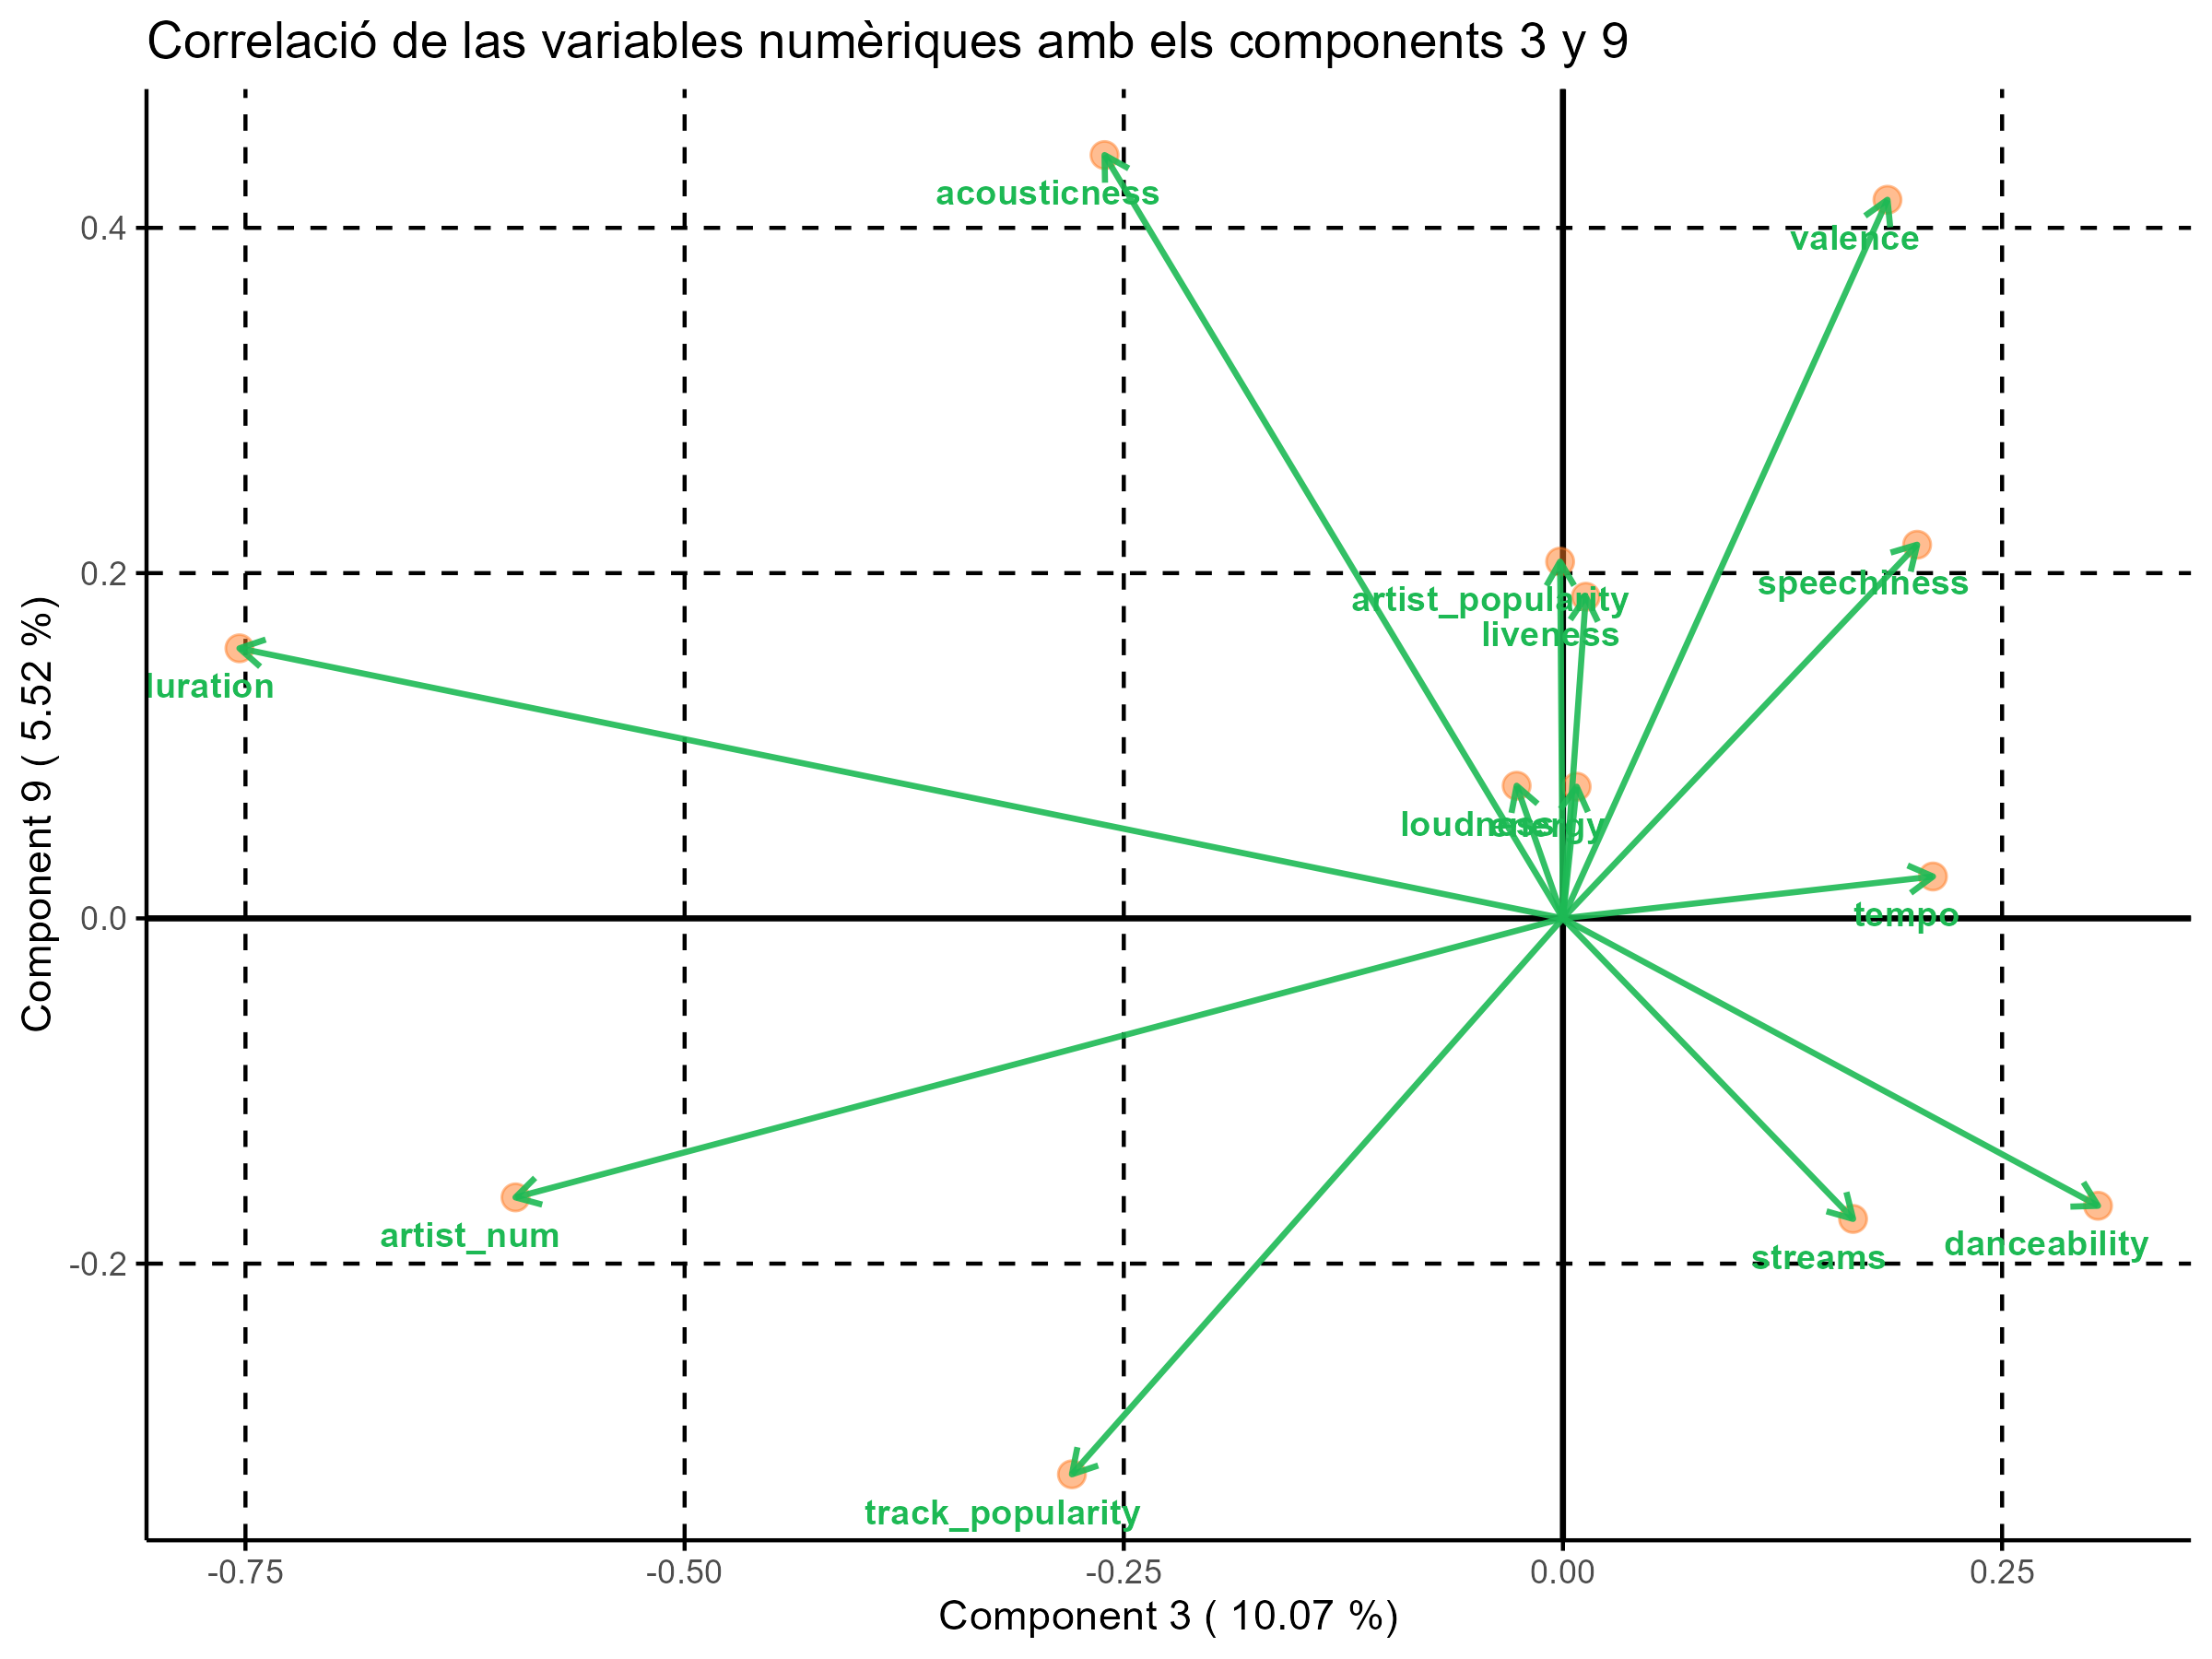 Correlació de las variables numèriques amb els components 3 y 9
acousticness
valence
0.4
0.2
speechiness
artist_popularity
liveness
luration
loudness
energy
tempo
0.0
artist_num
danceability
streams
-0.2
track_popularity
-0.75 -0.50 -0.25 0.00 0.25
Component 3 ( 10.07 %)
Component 9 ( 5.52 %)